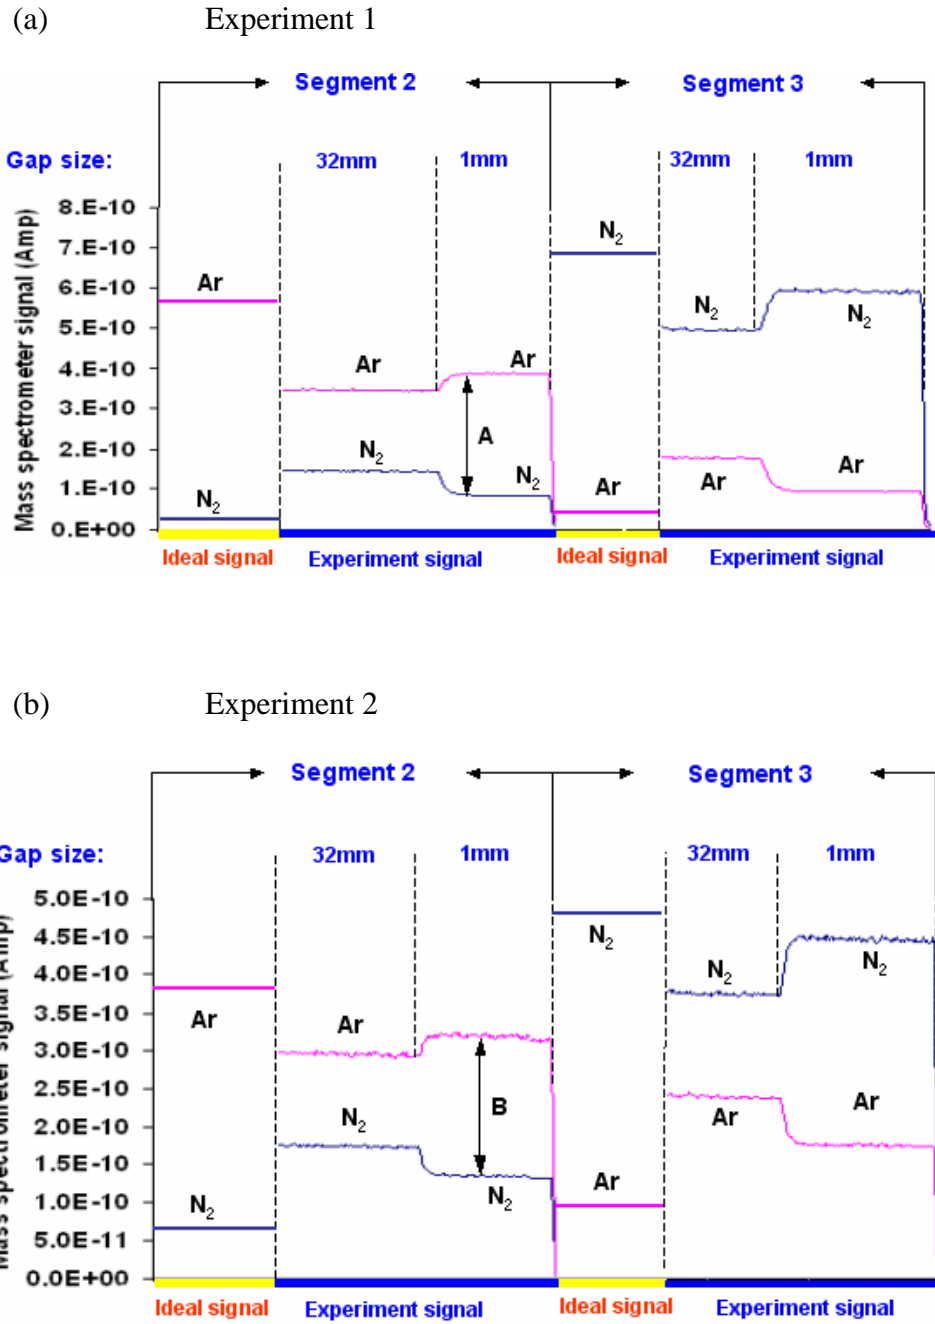 (a) Experiment 1
Segment 2 Segment 3
Gap size: 32mm 1mm 32mm 1mm
Mass spectrometer signal (Amp)
8.E-10
7.E-10
6.E-10
5.E-10
4.E-10
3.E-10
2.E-10
1.E-10
0.E+00
Ar
N₂
Ar
N₂
Ar
A
N₂
N₂
Ar
N₂
Ar
N₂
Ar
Ideal signal Experiment signal Ideal signal Experiment signal
(b) Experiment 2
Segment 2 Segment 3
Gap size: 32mm 1mm 32mm 1mm
Mass spectrometer signal (Amp)
5.0E-10
4.5E-10
4.0E-10
3.5E-10
3.0E-10
2.5E-10
2.0E-10
1.5E-10
1.0E-10
5.0E-11
0.0E+00
Ar
N₂
Ar
N₂
B
N₂
N₂
Ar
N₂
Ar
N₂
Ar
Ideal signal Experiment signal Ideal signal Experiment signal